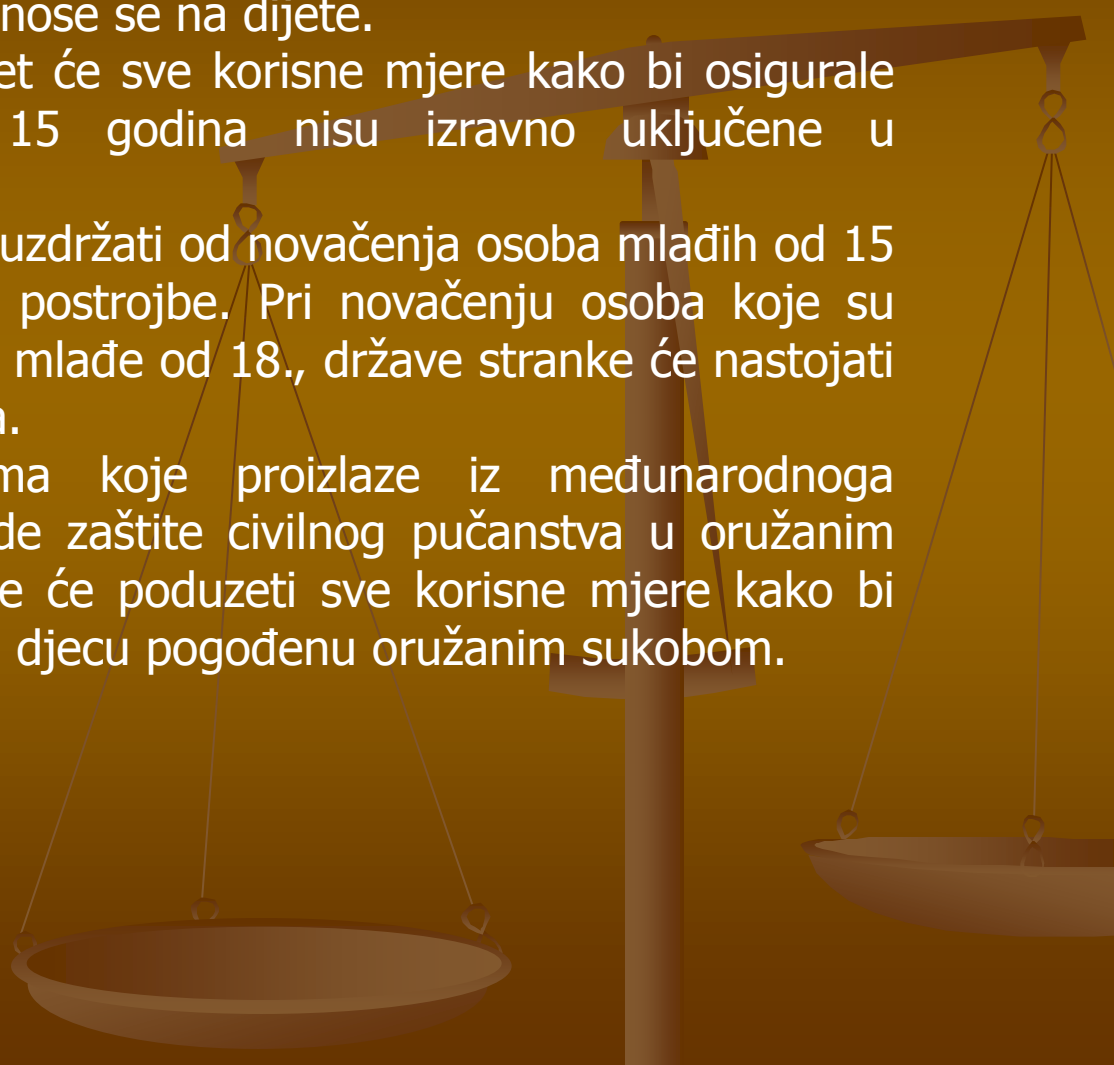 nose se na dijete.
et će sve korisne mjere kako bi osigurale
15 godina nisu izravno uključene u
uzdržati od novačenja osoba mlađih od 15
postrojbe. Pri novačenju osoba koje su
mlađe od 18., države stranke će nastojati
a.
ma koje proizlaze iz međunarodnoga
de zaštite civilnog pučanstva u oružanim
e će poduzeti sve korisne mjere kako bi
djecu pogođenu oružanim sukobom.